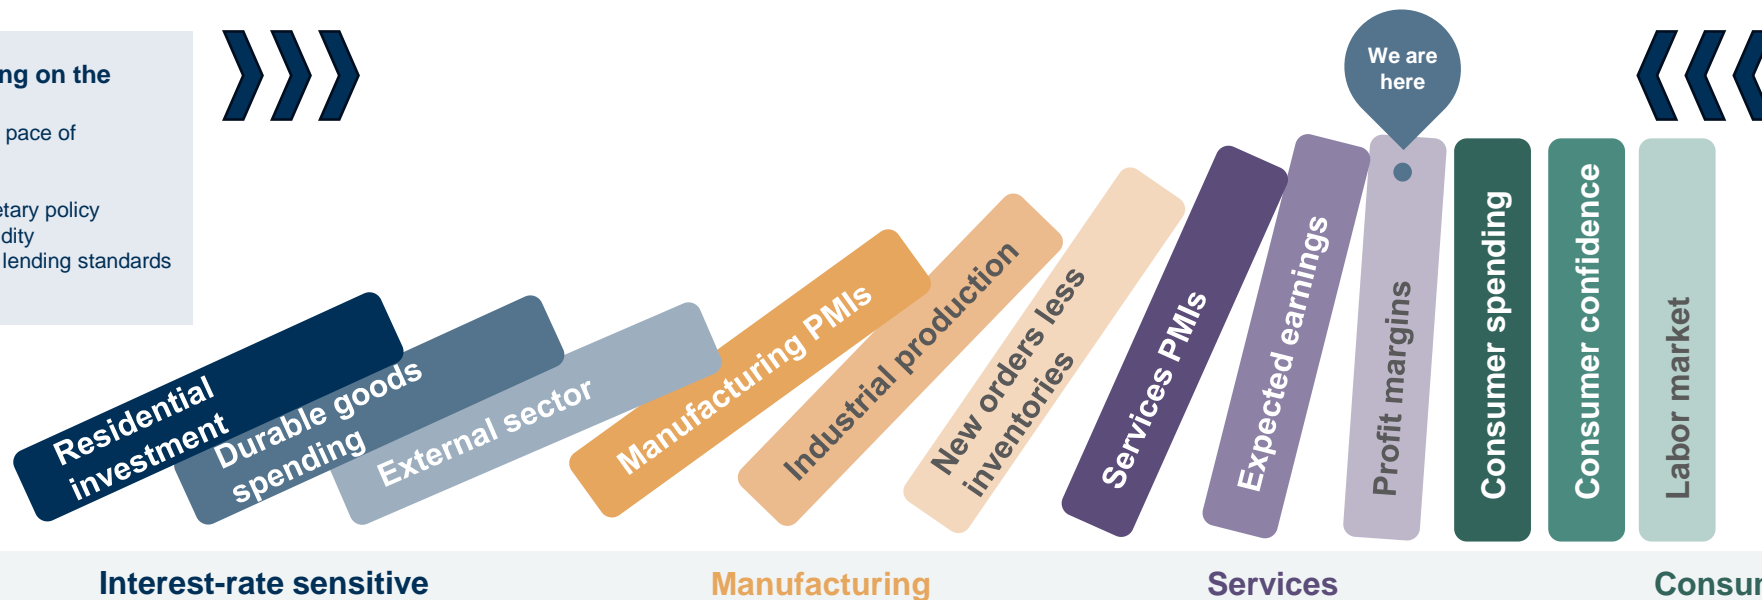 ng on the
pace of
etary policy
dity
lending standards
We are
here
Residential
investment
Durable goods
spending
External sector
Manufacturing PMIs
Industrial production
New orders less
inventories
Services PMIs
Expected earnings
Profit margins
Consumer spending
Consumer confidence
Labor market
Interest-rate sensitive
Manufacturing
Services
Consum